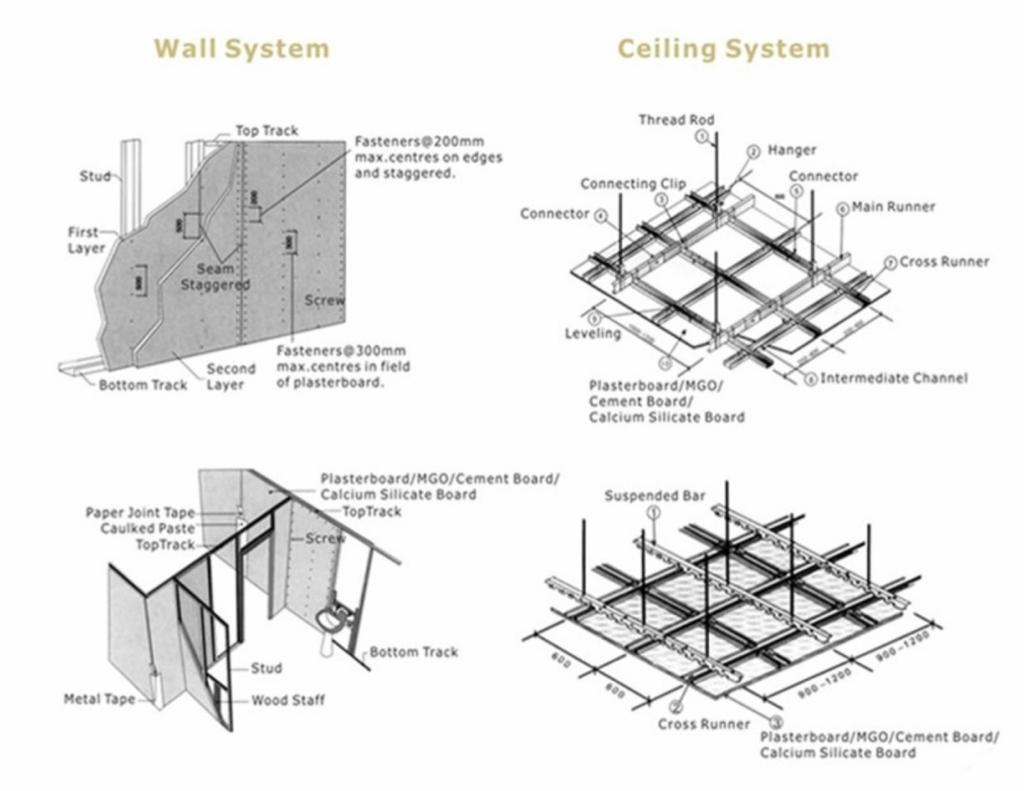 Wall System
Ceiling System
Top Track
Fasteners@200mm
max.centres on edges
and staggered.
Stud
First
Layer
Seam
Staggered
Screw
Fasteners@300mm
max.centres in field
of plasterboard.
Second
Layer
Bottom Track
200
300
Thread Rod
1
2 Hanger
Connecting Clip
3
Connector
5
Connector 4
6 Main Runner
7 Cross Runner
9
Leveling
10
8 Intermediate Channel
Plasterboard/MGO/
Cement Board/
Calcium Silicate Board
Plasterboard/MGO/Cement Board/
Calcium Silicate Board
Paper Joint Tape
Caulked Paste
TopTrack
TopTrack
Screw
Bottom Track
Stud
Wood Staff
Metal Tape
Suspended Bar
1
600
600
900-1200
900-1200
2
Cross Runner
3
Plasterboard/MGO/Cement Board/
Calcium Silicate Board